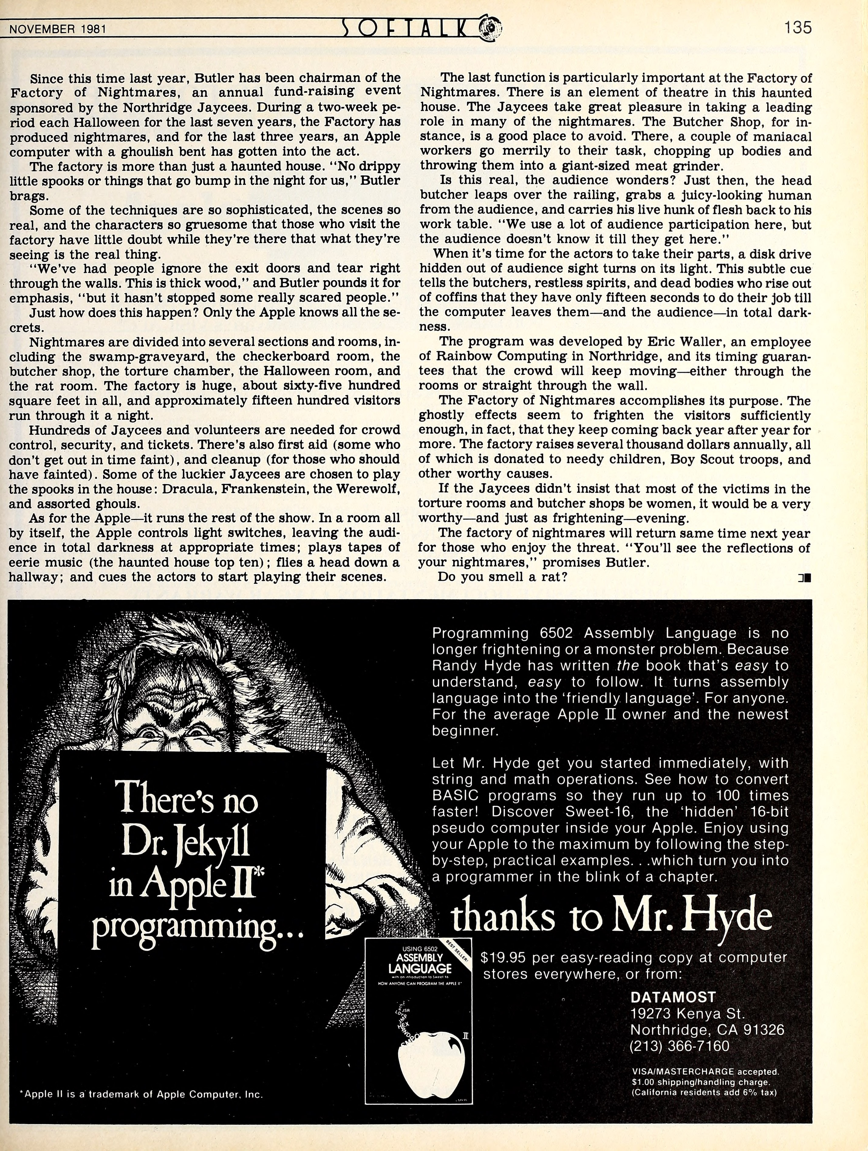 NOVEMBER 1981
SOFTALK
135
Since this time last year, Butler has been chairman of the
Factory of Nightmares, an annual fund-raising event
sponsored by the Northridge Jaycees. During a two-week pe-
riod each Halloween for the last seven years, the Factory has
produced nightmares, and for the last three years, an Apple
computer with a ghoulish bent has gotten into the act.
The factory is more than just a haunted house. “No drippy
little spooks or things that go bump in the night for us,” Butler
brags.
Some of the techniques are so sophisticated, the scenes so
real, and the characters so gruesome that those who visit the
factory have little doubt while they're there that what they're
seeing is the real thing.
“We've had people ignore the exit doors and tear right
through the walls. This is thick wood,” and Butler pounds it for
emphasis, “but it hasn't stopped some really scared people.”
Just how does this happen? Only the Apple knows all the se-
crets.
Nightmares are divided into several sections and rooms, in-
cluding the swamp-graveyard, the checkerboard room, the
butcher shop, the torture chamber, the Halloween room, and
the rat room. The factory is huge, about sixty-five hundred
square feet in all, and approximately fifteen hundred visitors
run through it a night.
Hundreds of Jaycees and volunteers are needed for crowd
control, security, and tickets. There's also first aid (some who
don't get out in time faint), and cleanup (for those who should
have fainted). Some of the luckier Jaycees are chosen to play
the spooks in the house: Dracula, Frankenstein, the Werewolf,
and assorted ghouls.
As for the Apple—it runs the rest of the show. In a room all
by itself, the Apple controls light switches, leaving the audi-
ence in total darkness at appropriate times; plays tapes of
eerie music (the haunted house top ten); flies a head down a
hallway; and cues the actors to start playing their scenes.
The last function is particularly important at the Factory of
Nightmares. There is an element of theatre in this haunted
house. The Jaycees take great pleasure in taking a leading
role in many of the nightmares. The Butcher Shop, for in-
stance, is a good place to avoid. There, a couple of maniacal
workers go merrily to their task, chopping up bodies and
throwing them into a giant-sized meat grinder.
Is this real, the audience wonders? Just then, the head
butcher leaps over the railing, grabs a juicy-looking human
from the audience, and carries his live hunk of flesh back to his
work table. “We use a lot of audience participation here, but
the audience doesn't know it till they get here.”
When it's time for the actors to take their parts, a disk drive
hidden out of audience sight turns on its light. This subtle cue
tells the butchers, restless spirits, and dead bodies who rise out
of coffins that they have only fifteen seconds to do their job till
the computer leaves them—and the audience—in total dark-
ness.
The program was developed by Eric Waller, an employee
of Rainbow Computing in Northridge, and its timing guaran-
tees that the crowd will keep moving—either through the
rooms or straight through the wall.
The Factory of Nightmares accomplishes its purpose. The
ghostly effects seem to frighten the visitors sufficiently
enough, in fact, that they keep coming back year after year for
more. The factory raises several thousand dollars annually, all
of which is donated to needy children, Boy Scout troops, and
other worthy causes.
If the Jaycees didn't insist that most of the victims in the
torture rooms and butcher shops be women, it would be a very
worthy—and just as frightening—evening.
The factory of nightmares will return same time next year
for those who enjoy the threat. “You'll see the reflections of
your nightmares,” promises Butler.
Do you smell a rat?
There's no
Dr. Jekyll
in Apple II*
programming...
*Apple II is a trademark of Apple Computer, Inc.
Programming 6502 Assembly Language is no
longer frightening or a monster problem. Because
Randy Hyde has written the book that's easy to
understand, easy to follow. It turns assembly
language into the ‘friendly language’. For anyone.
For the average Apple II owner and the newest
beginner.
Let Mr. Hyde get you started immediately, with
string and math operations. See how to convert
BASIC programs so they run up to 100 times
faster! Discover Sweet-16, the ‘hidden’ 16-bit
pseudo computer inside your Apple. Enjoy using
your Apple to the maximum by following the step-
by-step, practical examples. . .which turn you into
a programmer in the blink of a chapter.
thanks to Mr. Hyde
USING 6502
ASSEMBLY
LANGUAGE
HOW ANYONE CAN PROGRAM THE APPLE II
BEST SELLER
II
$19.95 per easy-reading copy at computer
stores everywhere, or from:
DATAMOST
19273 Kenya St.
Northridge, CA 91326
(213) 366-7160
VISA/MASTERCHARGE accepted.
$1.00 shipping/handling charge.
(California residents add 6% tax)